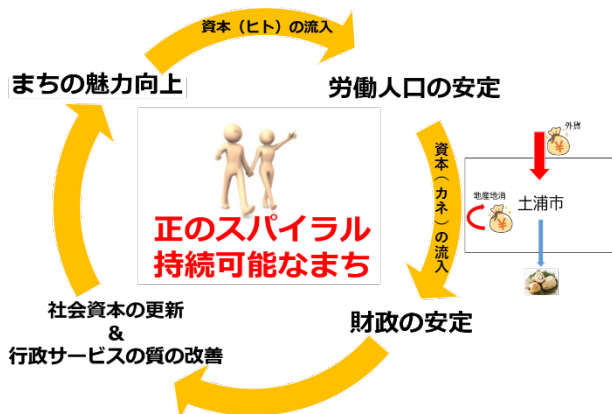 資本（ヒト）の流入
まちの魅力向上
労働人口の安定
資本（カネ）の流入
外貨
地産地消
土浦市
正のスパイラル
持続可能なまち
財政の安定
社会資本の更新
&
行政サービスの質の改善